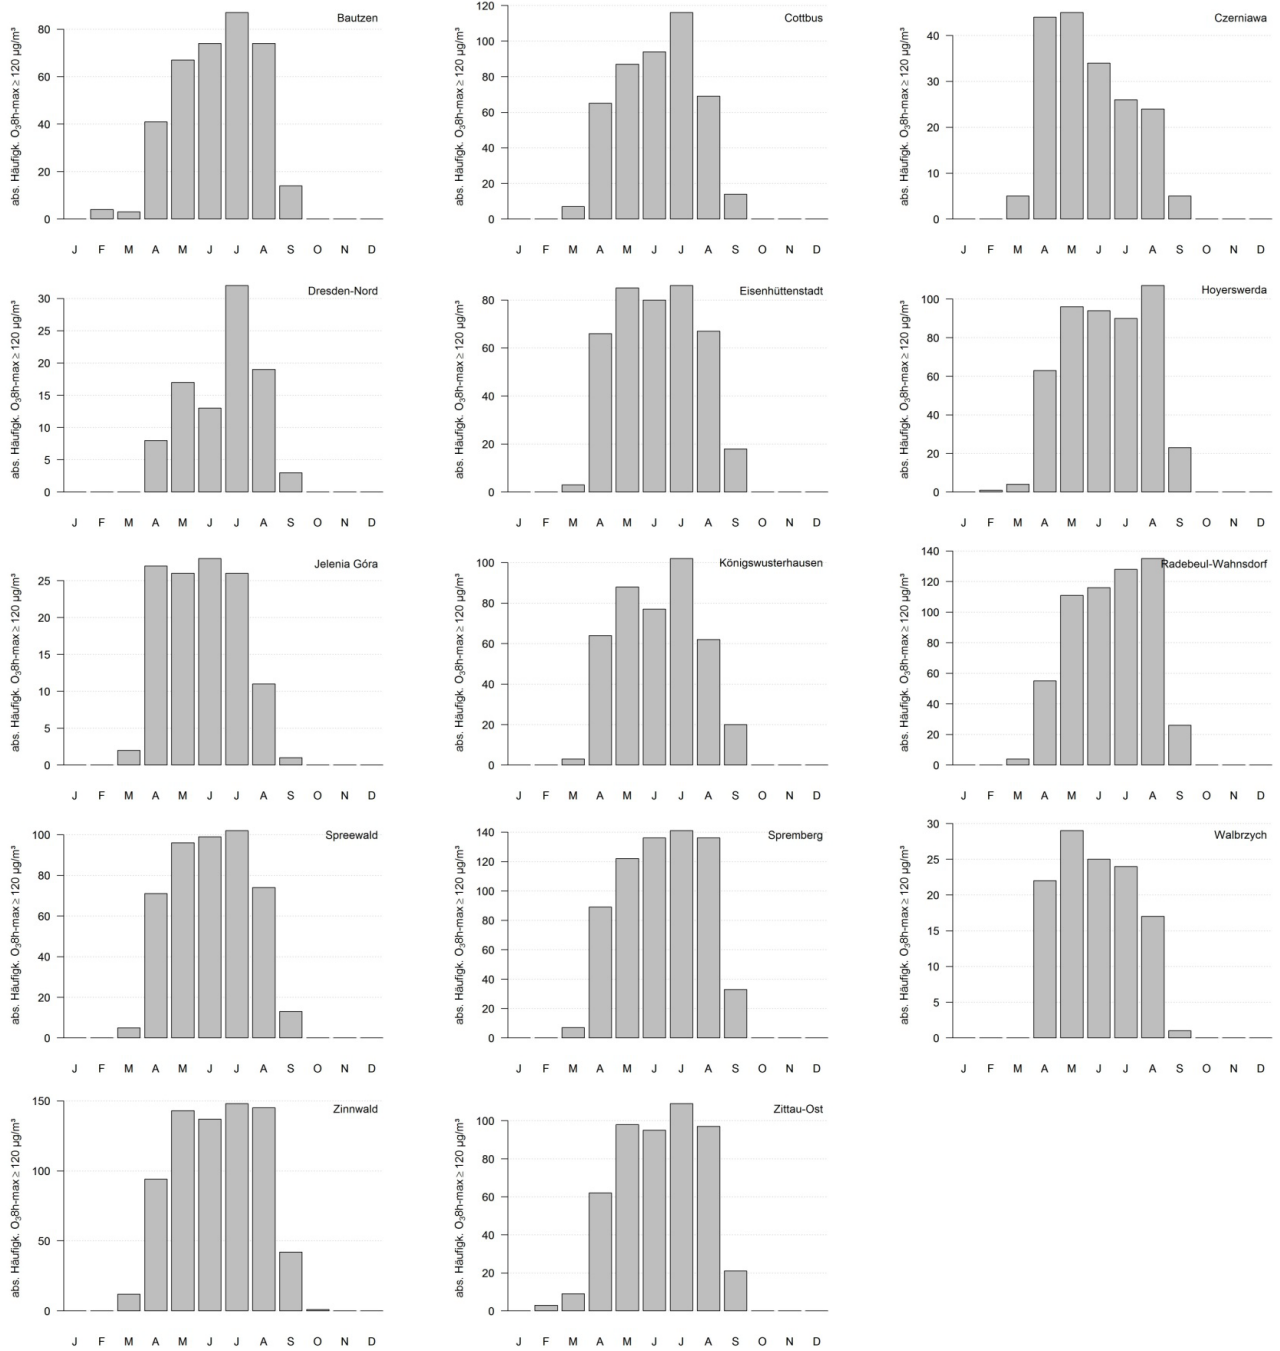 Bautzen
abs. Häufigk. O₃8h-max ≥ 120 µg/m³
80
60
40
20
0
J F M A M J J A S O N D
Cottbus
abs. Häufigk. O₃8h-max ≥ 120 µg/m³
120
100
80
60
40
20
0
J F M A M J J A S O N D
Czerniawa
abs. Häufigk. O₃8h-max ≥ 120 µg/m³
40
30
20
10
0
J F M A M J J A S O N D
Dresden-Nord
abs. Häufigk. O₃8h-max ≥ 120 µg/m³
30
25
20
15
10
5
0
J F M A M J J A S O N D
Eisenhüttenstadt
abs. Häufigk. O₃8h-max ≥ 120 µg/m³
80
60
40
20
0
J F M A M J J A S O N D
Hoyerswerda
abs. Häufigk. O₃8h-max ≥ 120 µg/m³
100
80
60
40
20
0
J F M A M J J A S O N D
Jelenia Góra
abs. Häufigk. O₃8h-max ≥ 120 µg/m³
25
20
15
10
5
0
J F M A M J J A S O N D
Königswusterhausen
abs. Häufigk. O₃8h-max ≥ 120 µg/m³
100
80
60
40
20
0
J F M A M J J A S O N D
Radebeul-Wahnsdorf
abs. Häufigk. O₃8h-max ≥ 120 µg/m³
140
120
100
80
60
40
20
0
J F M A M J J A S O N D
Spreewald
abs. Häufigk. O₃8h-max ≥ 120 µg/m³
100
80
60
40
20
0
J F M A M J J A S O N D
Spremberg
abs. Häufigk. O₃8h-max ≥ 120 µg/m³
140
120
100
80
60
40
20
0
J F M A M J J A S O N D
Walbrzych
abs. Häufigk. O₃8h-max ≥ 120 µg/m³
30
25
20
15
10
5
0
J F M A M J J A S O N D
Zinnwald
abs. Häufigk. O₃8h-max ≥ 120 µg/m³
150
100
50
0
J F M A M J J A S O N D
Zittau-Ost
abs. Häufigk. O₃8h-max ≥ 120 µg/m³
100
80
60
40
20
0
J F M A M J J A S O N D